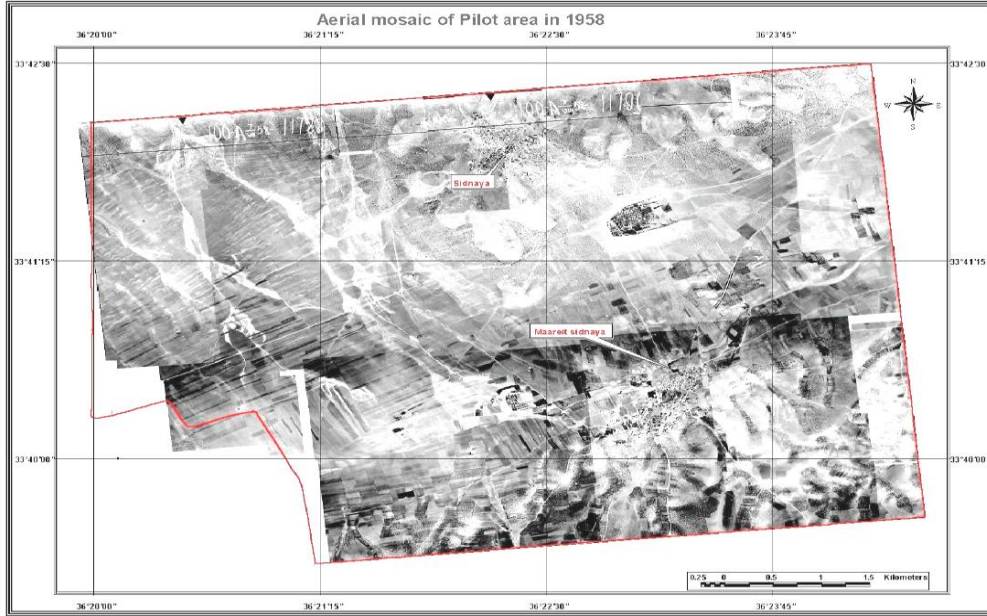 Aerial mosaic of Pilot area in 1958
36°20'00" 36°21'15" 36°22'30" 36°23'45"
33°42'30" 33°42'30"
N
W E
S
Sidnaya
33°41'15" 33°41'15"
Maareit sidnaya
33°40'00" 33°40'00"
0.25 0 0.5 1 1.5 Kilometers
36°20'00" 36°21'15" 36°22'30" 36°23'45"